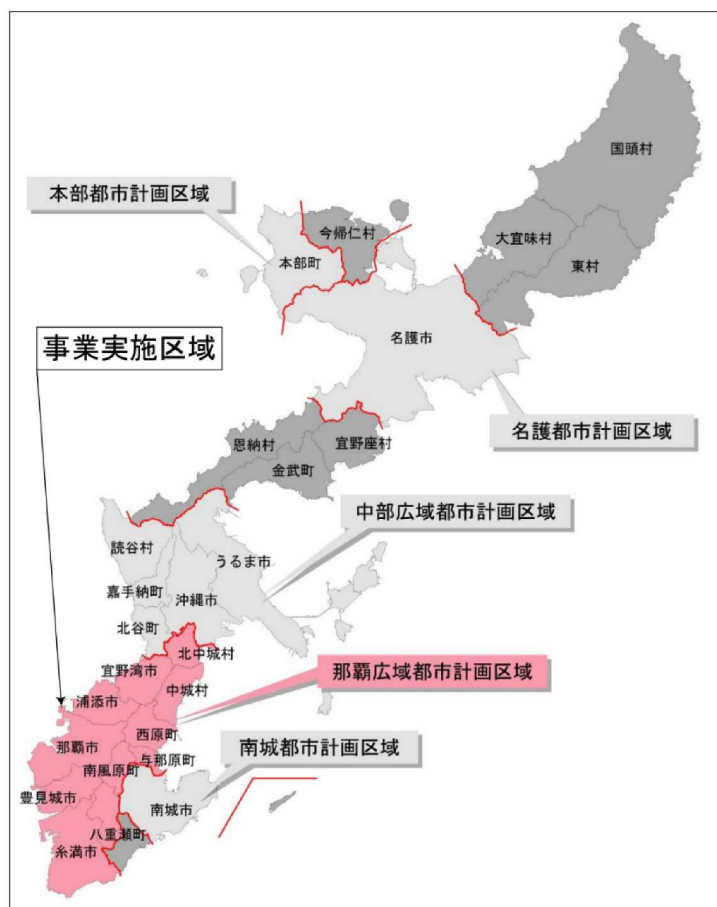 国頭村
本部都市計画区域
今帰仁村
大宜味村
本部町
東村
名護市
事業実施区域
名護都市計画区域
恩納村
宜野座村
金武町
中部広域都市計画区域
読谷村
うるま市
嘉手納町
沖縄市
北谷町
北中城村
宜野湾市
那覇広域都市計画区域
中城村
浦添市
西原町
那覇市
南城都市計画区域
与那原町
南風原町
豊見城市
南城市
八重瀬町
糸満市